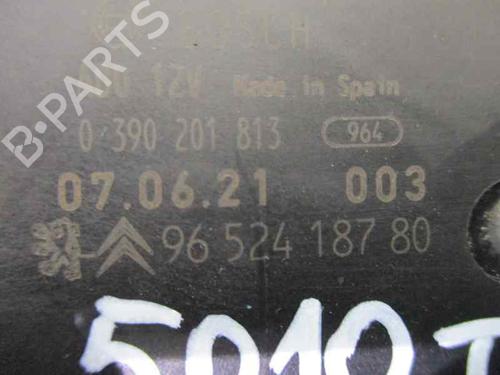 BOSCH
12V Made in Spain
0 390 201 813 964
07.06.21 003
96 524 187 80
5010
B-PARTS